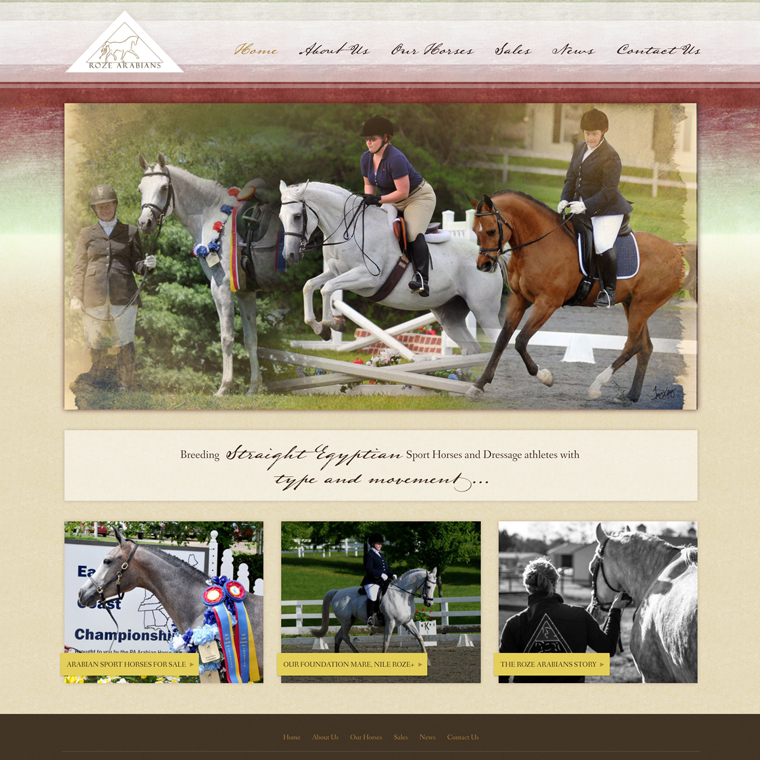 ROZE ARABIANS
Home About Us Our Horses Sales News Contact Us
Breeding Straight Egyptian Sport Horses and Dressage athletes with
type and movement...
Ea
Coast
Championship
ARABIAN SPORT HORSES FOR SALE »
OUR FOUNDATION MARE, NILE ROZE+ »
THE ROZE ARABIANS STORY »
Home About Us Our Horses Sales News Contact Us